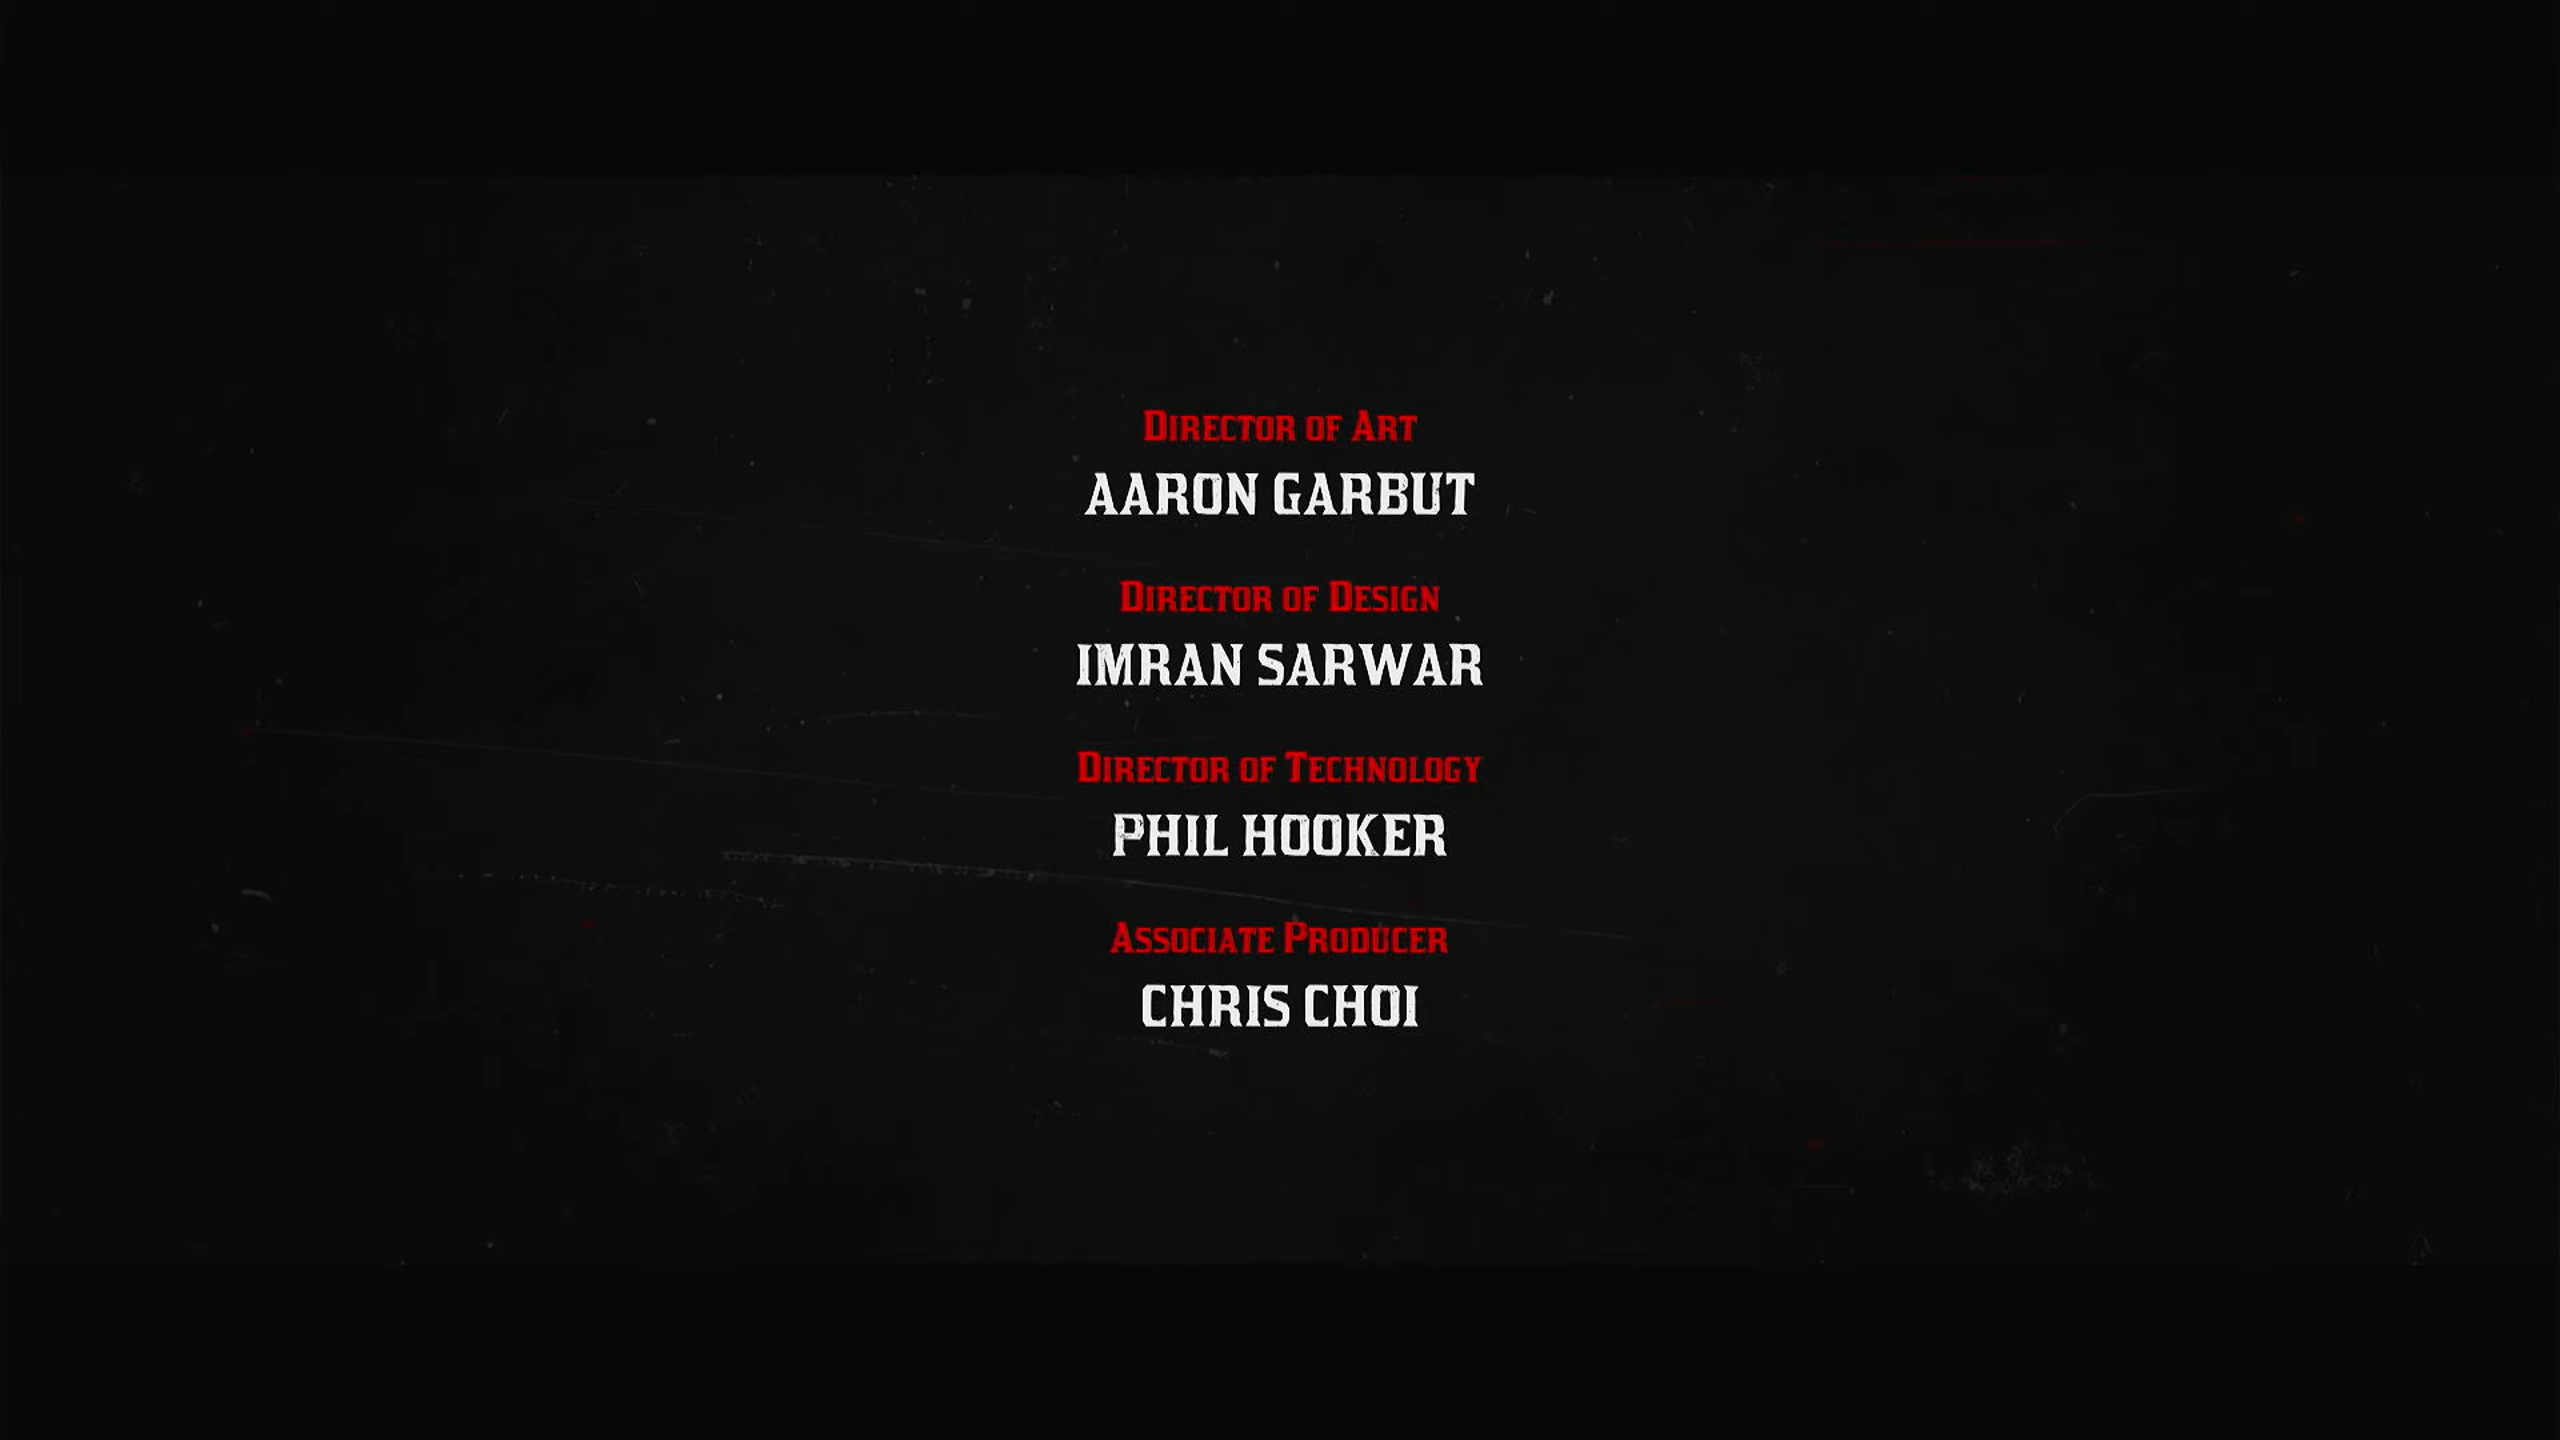 Director of Art
AARON GARBUT
Director of Design
IMRAN SARWAR
Director of Technology
PHIL HOOKER
Associate Producer
CHRIS CHOI